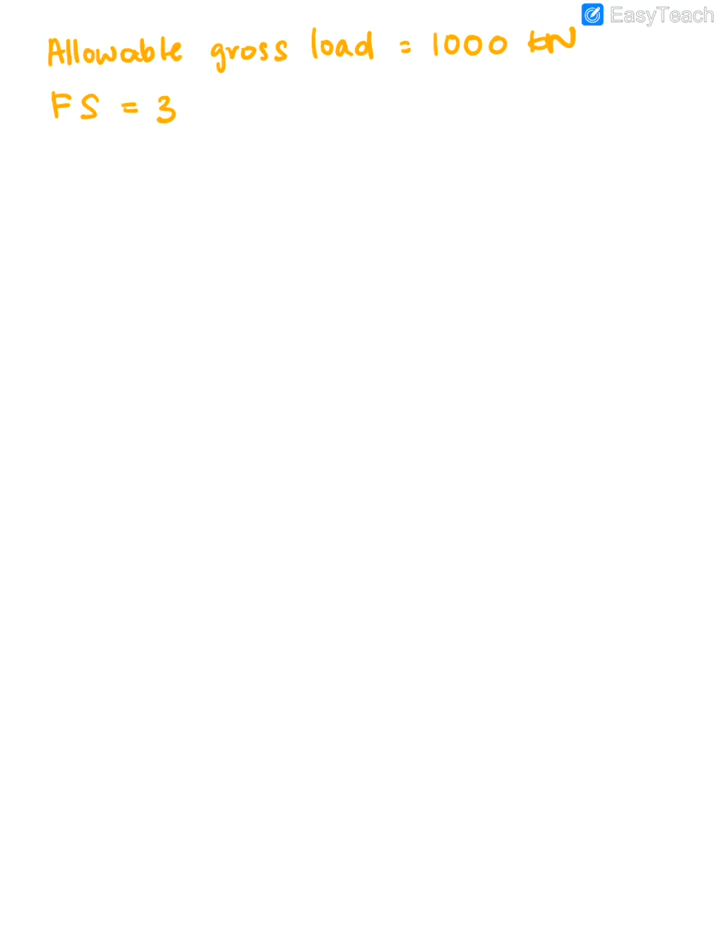 EasyTeach
Allowable gross load = 1000 kN
FS = 3